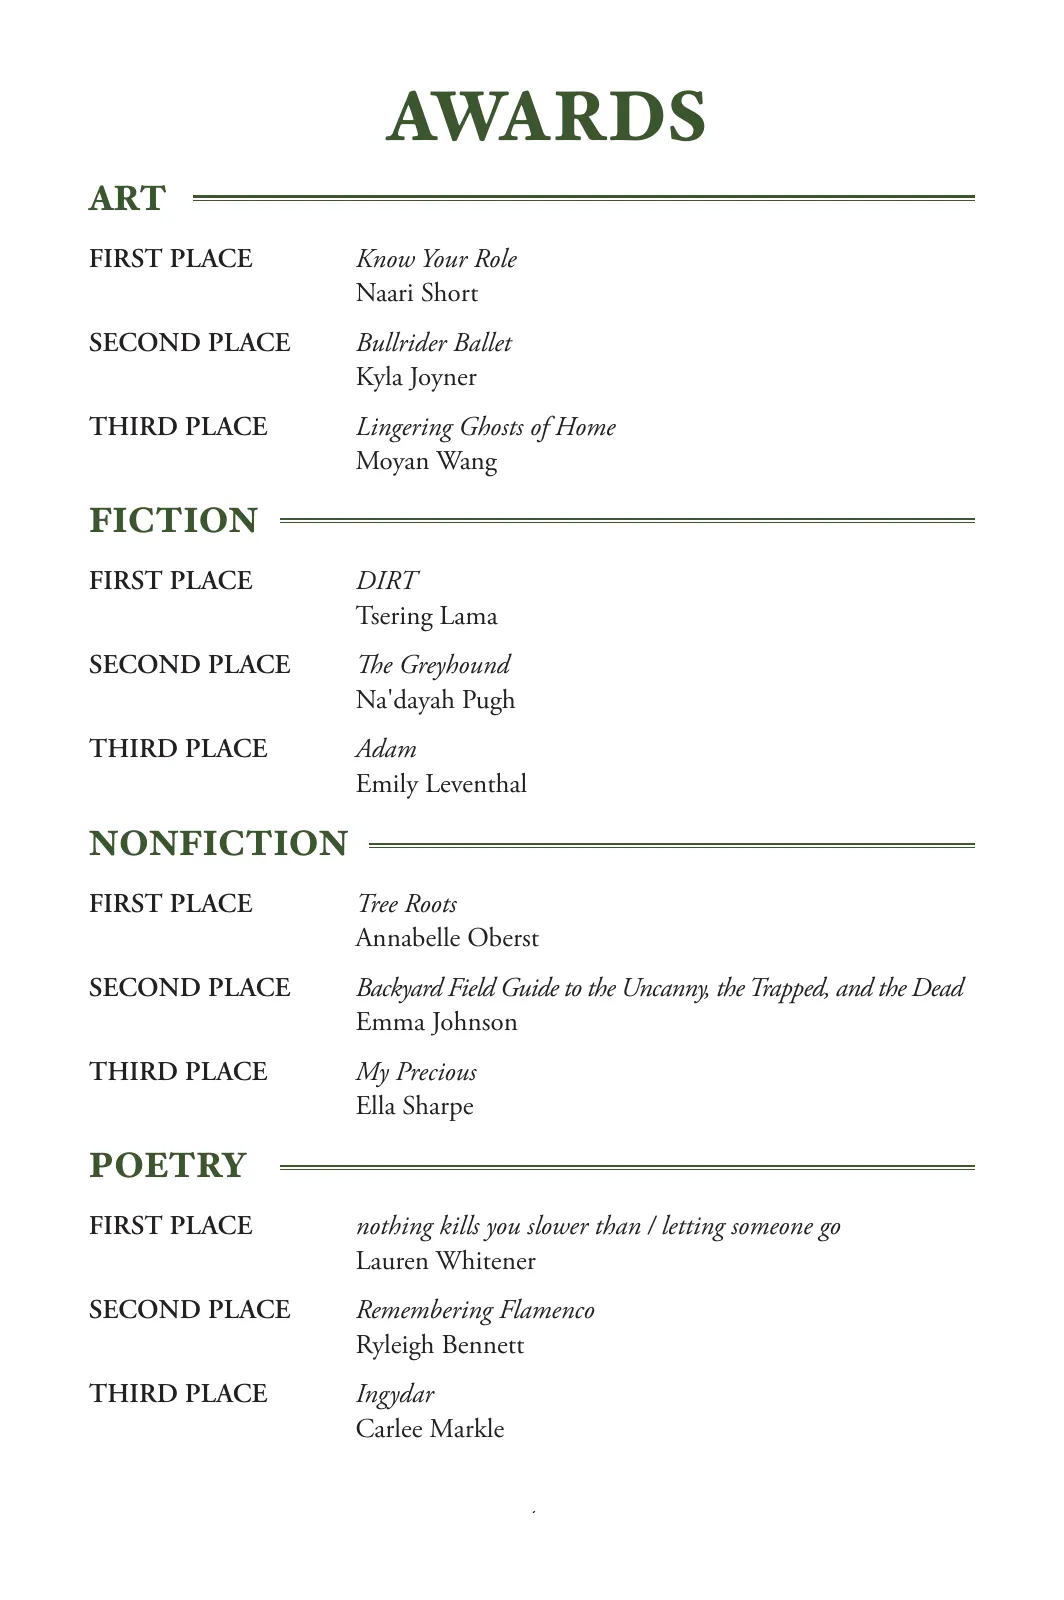 AWARDS
ART
FIRST PLACE
Know Your Role
Naari Short
SECOND PLACE
Bullrider Ballet
Kyla Joyner
THIRD PLACE
Lingering Ghosts of Home
Moyan Wang
FICTION
FIRST PLACE
DIRT
Tsering Lama
SECOND PLACE
The Greyhound
Na'dayah Pugh
THIRD PLACE
Adam
Emily Leventhal
NONFICTION
FIRST PLACE
Tree Roots
Annabelle Oberst
SECOND PLACE
Backyard Field Guide to the Uncanny, the Trapped, and the Dead
Emma Johnson
THIRD PLACE
My Precious
Ella Sharpe
POETRY
FIRST PLACE
nothing kills you slower than / letting someone go
Lauren Whitener
SECOND PLACE
Remembering Flamenco
Ryleigh Bennett
THIRD PLACE
Ingydar
Carlee Markle